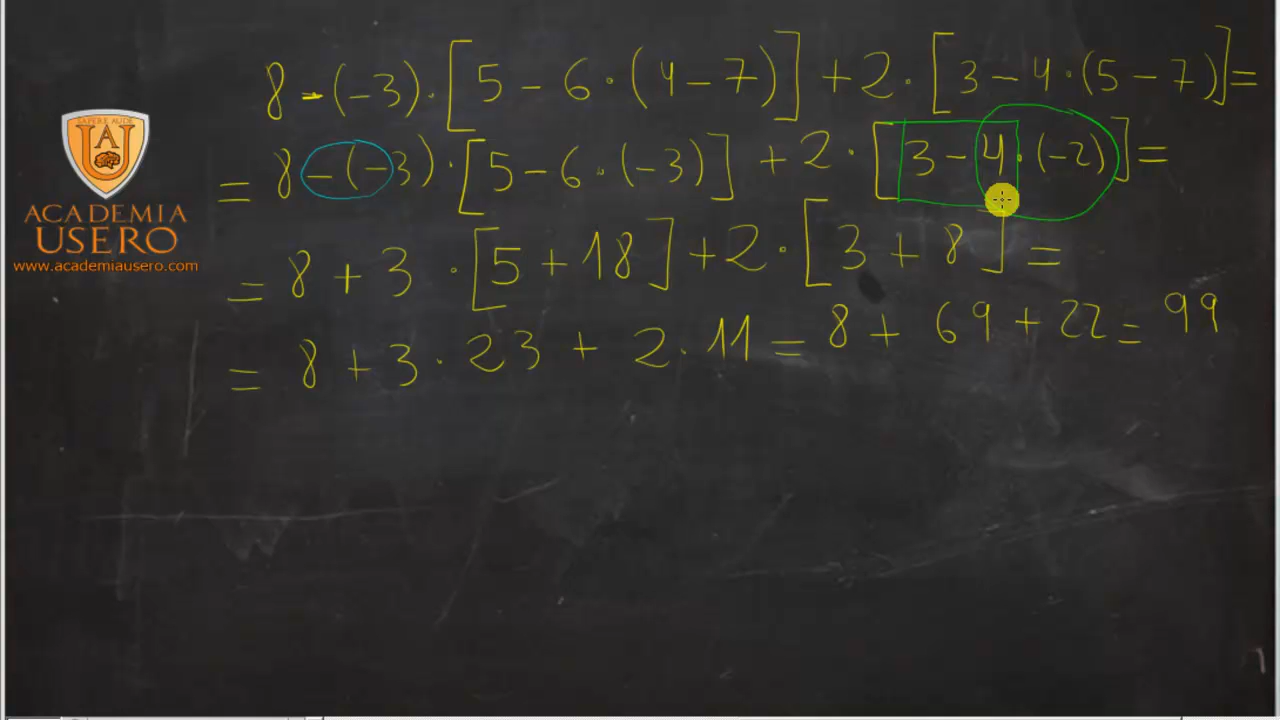 8 - (-3) · [5 - 6 · (4 - 7)] + 2 · [3 - 4 · (5 - 7)] =
= 8 - (-3) · [5 - 6 · (-3)] + 2 · [3 - 4 · (-2)] =
= 8 + 3 · [5 + 18] + 2 · [3 + 8] =
= 8 + 3 · 23 + 2 · 11 = 8 + 69 + 22 = 99
SAPERE AUDE
UA
ACADEMIA
USERO
www.academiausero.com